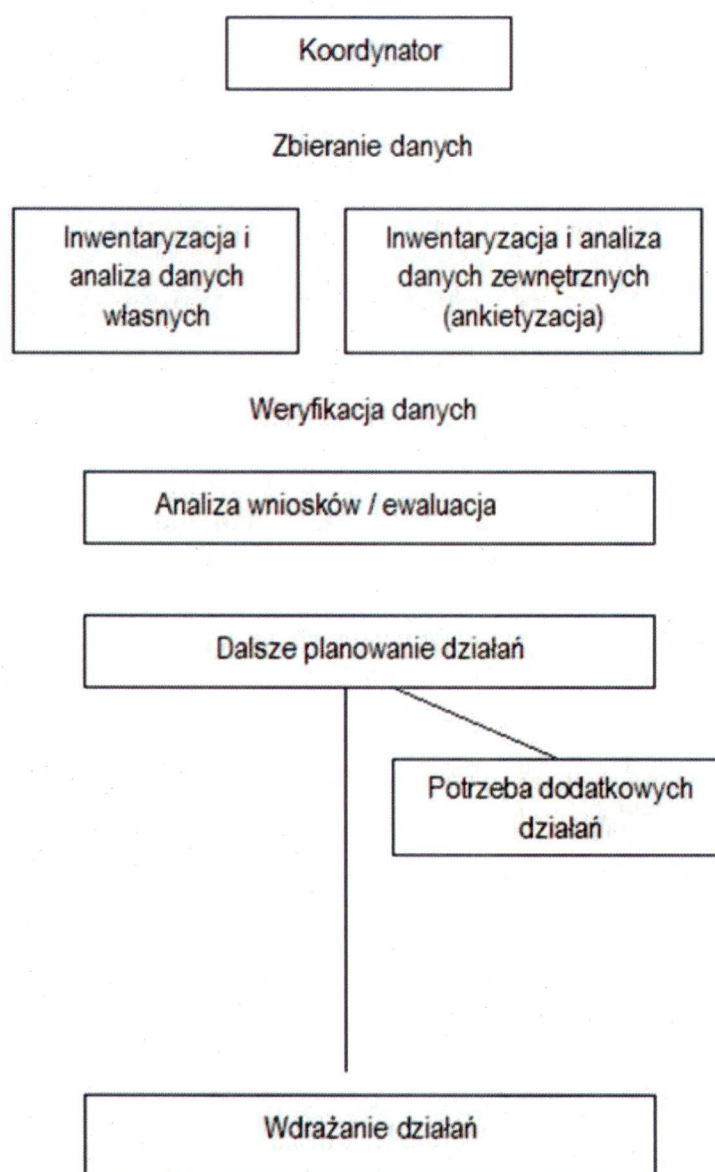 Koordynator
Zbieranie danych
Inwentaryzacja i
analiza danych
własnych
Inwentaryzacja i analiza
danych zewnętrznych
(ankietyzacja)
Weryfikacja danych
Analiza wniosków / ewaluacja
Dalsze planowanie działań
Potrzeba dodatkowych
działań
Wdrażanie działań